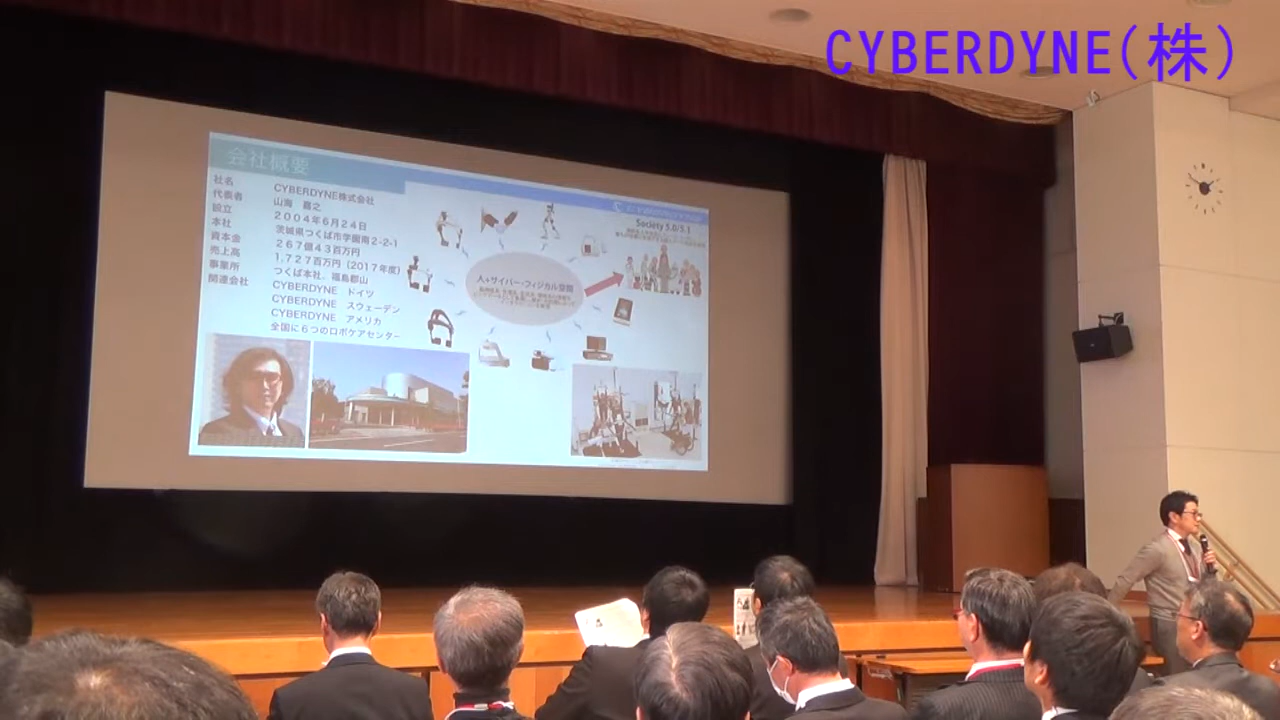 CYBERDYNE(株)
会社概要
社名 CYBERDYNE株式会社
代表者 山海 嘉之
設立 2004年6月24日
本社 茨城県つくば市学園南2-2-1
資本金 267億43百万円
売上高 1,727百万円(2017年度)
事業所 つくば本社、福島郡山
関連会社 CYBERDYNE ドイツ
CYBERDYNE スウェーデン
CYBERDYNE アメリカ
全国に6つのロボケアセンター
Society 5.0/5.1
人+サイバー・フィジカル空間